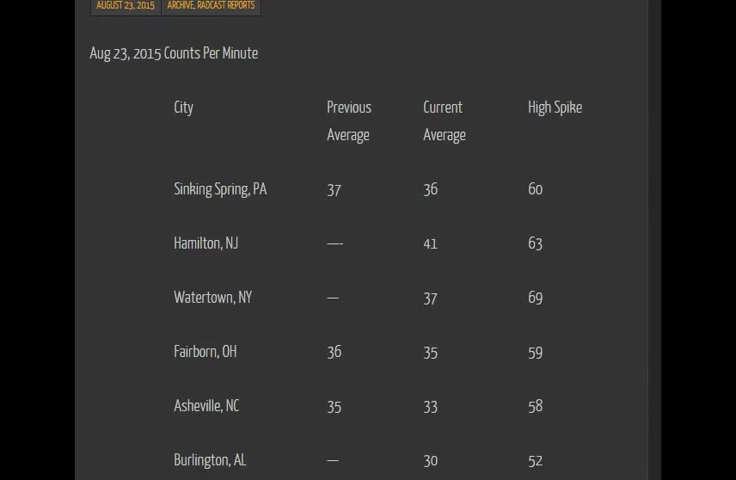 AUGUST 23, 2015 ARCHIVE, RADCAST REPORTS
Aug 23, 2015 Counts Per Minute
City Previous Average Current Average High Spike
Sinking Spring, PA 37 36 60
Hamilton, NJ —- 41 63
Watertown, NY — 37 69
Fairborn, OH 36 35 59
Asheville, NC 35 33 58
Burlington, AL — 30 52